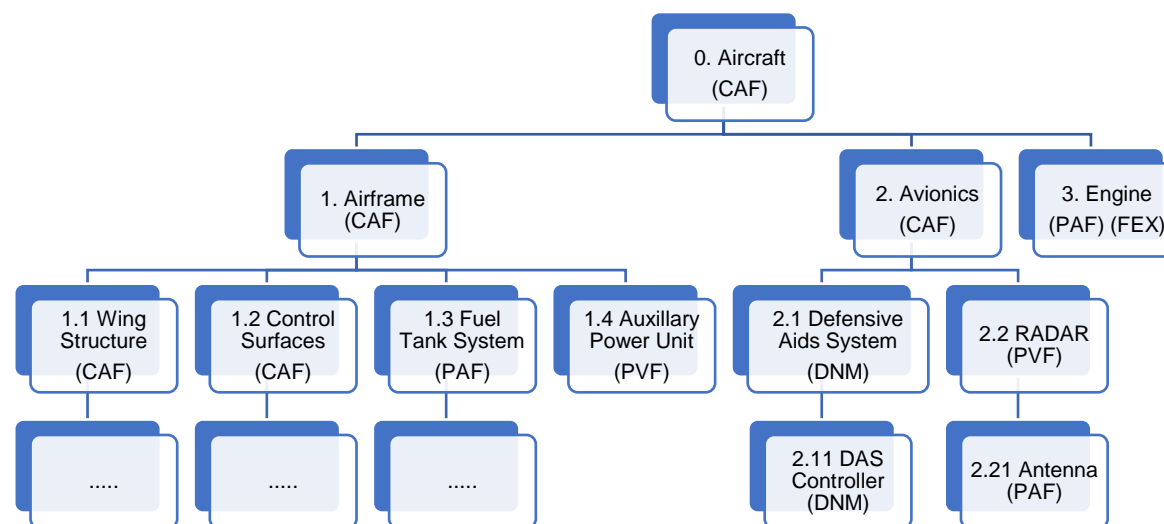 0. Aircraft
(CAF)
1. Airframe
(CAF)
2. Avionics
(CAF)
3. Engine
(PAF) (FEX)
1.1 Wing
Structure
(CAF)
1.2 Control
Surfaces
(CAF)
1.3 Fuel
Tank System
(PAF)
1.4 Auxillary
Power Unit
(PVF)
2.1 Defensive
Aids System
(DNM)
2.2 RADAR
(PVF)
.....
.....
.....
2.11 DAS
Controller
(DNM)
2.21 Antenna
(PAF)